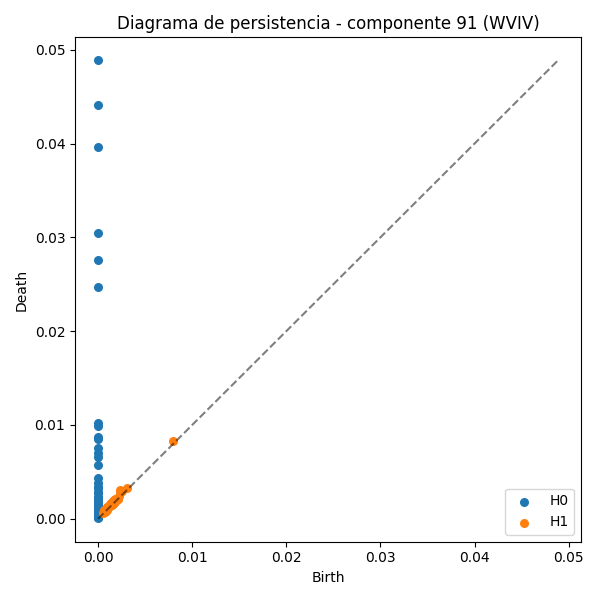 Diagrama de persistencia - componente 91 (WVIV)
0.05
0.04
0.03
0.02
0.01
0.00
Death
0.00 0.01 0.02 0.03 0.04 0.05
Birth
H0
H1